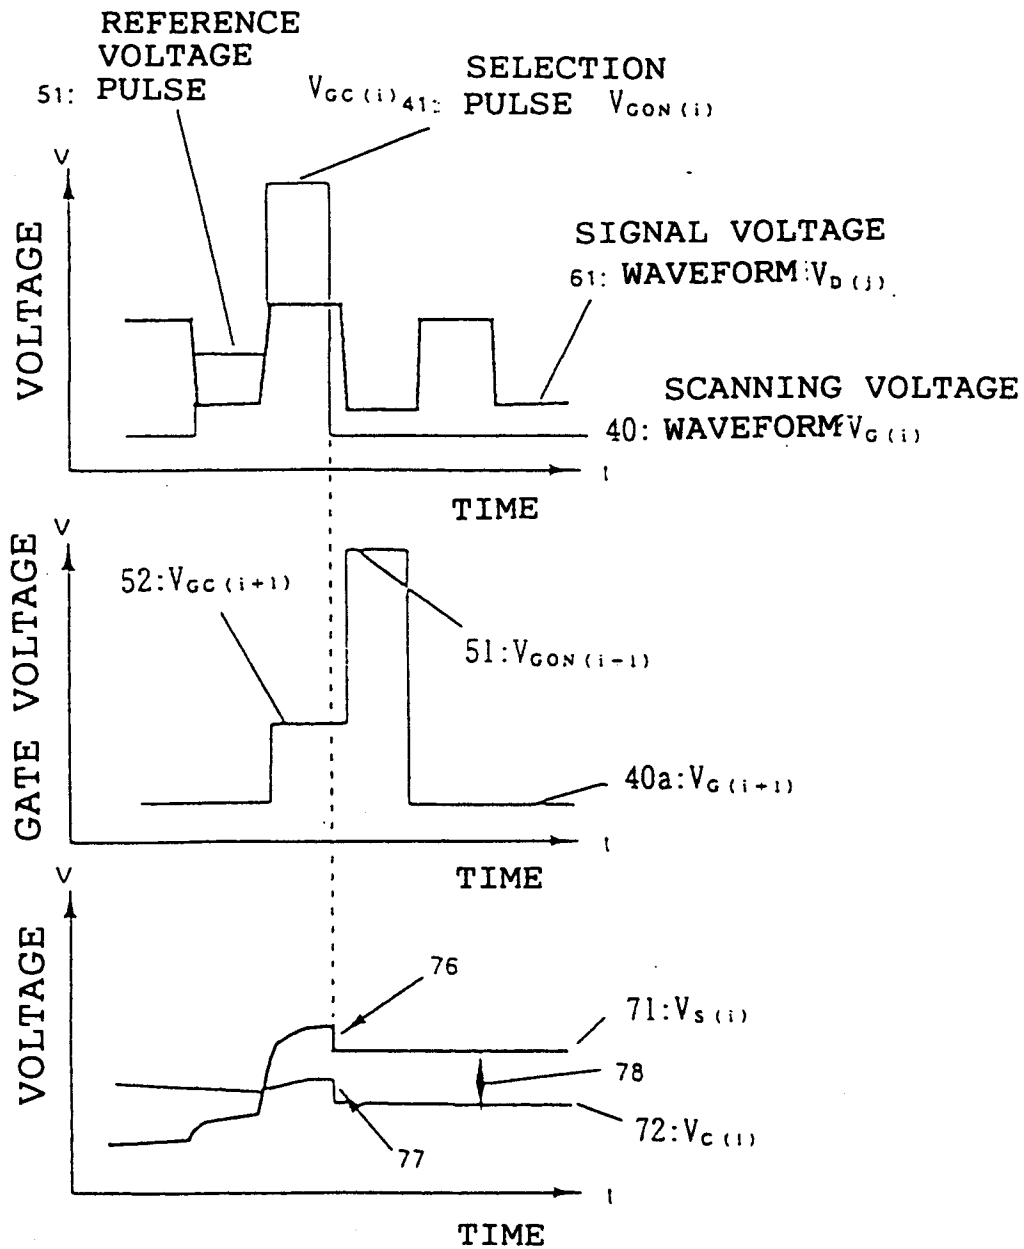 REFERENCE
VOLTAGE
51: PULSE VGC(i)
SELECTION
41: PULSE VGON(i)
V
VOLTAGE
SIGNAL VOLTAGE
61: WAVEFORM:VD(j)
SCANNING VOLTAGE
40: WAVEFORM:VG(i)
t
TIME
V
GATE VOLTAGE
52:VGC(i+1)
51:VGON(i+1)
40a:VG(i+1)
t
TIME
V
VOLTAGE
76
71:VS(i)
78
72:VC(i)
77
t
TIME